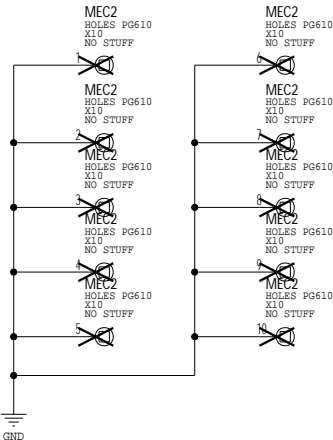 MEC2
HOLES PG610
X10
NO STUFF
1
MEC2
HOLES PG610
X10
NO STUFF
2
MEC2
HOLES PG610
X10
NO STUFF
3
MEC2
HOLES PG610
X10
NO STUFF
4
MEC2
HOLES PG610
X10
NO STUFF
5
MEC2
HOLES PG610
X10
NO STUFF
6
MEC2
HOLES PG610
X10
NO STUFF
7
MEC2
HOLES PG610
X10
NO STUFF
8
MEC2
HOLES PG610
X10
NO STUFF
9
MEC2
HOLES PG610
X10
NO STUFF
10
GND